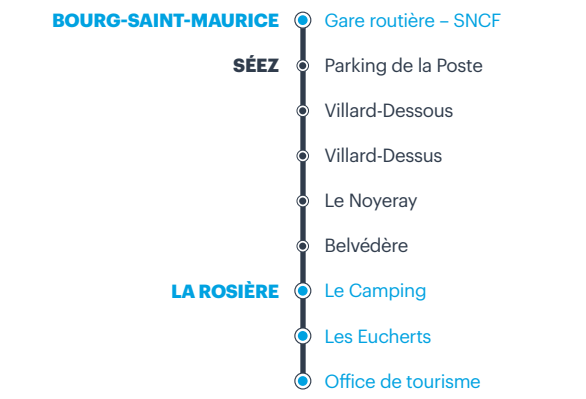 BOURG-SAINT-MAURICE Gare routière – SNCF
SÉEZ Parking de la Poste
Villard-Dessous
Villard-Dessus
Le Noyeray
Belvédère
LA ROSIÈRE Le Camping
Les Eucherts
Office de tourisme